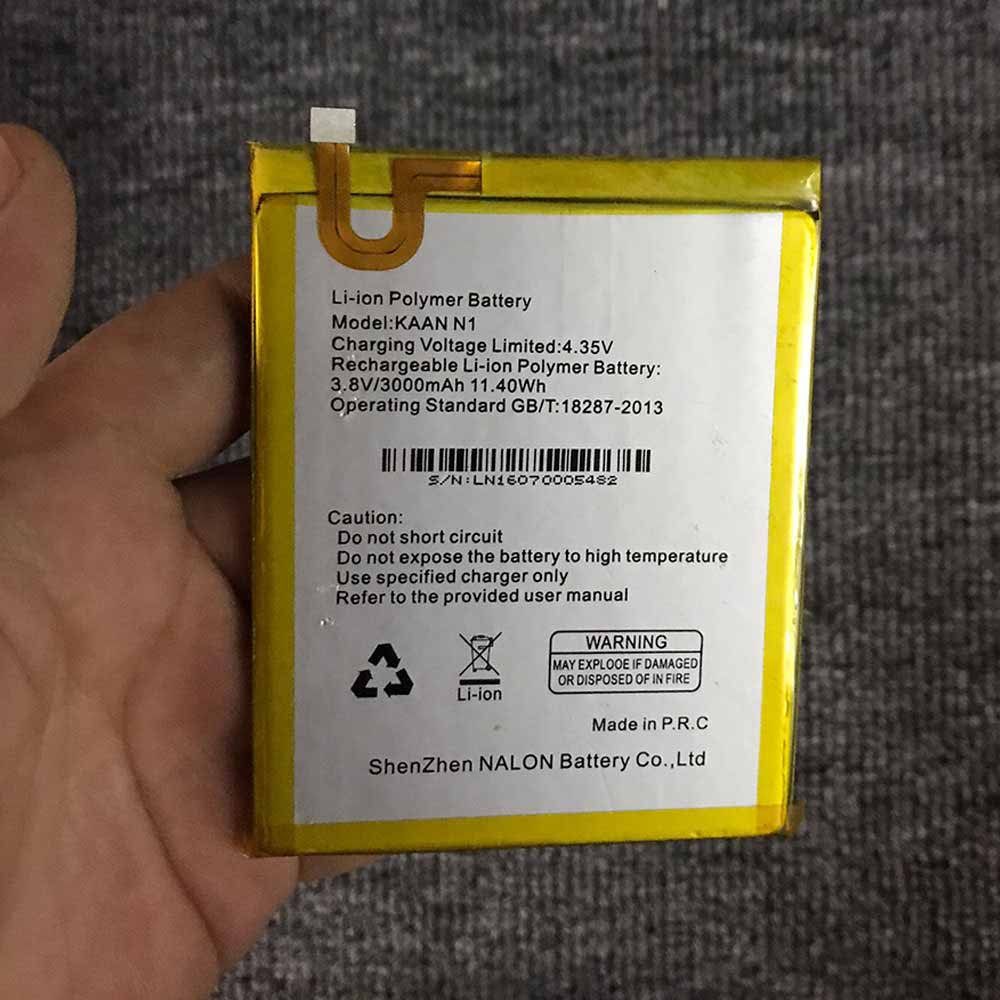 Li-ion Polymer Battery
Model:KAAN N1
Charging Voltage Limited:4.35V
Rechargeable Li-ion Polymer Battery:
3.8V/3000mAh 11.40Wh
Operating Standard GB/T:18287-2013
S/N:LN16070005482
Caution:
Do not short circuit
Do not expose the battery to high temperature
Use specified charger only
Refer to the provided user manual
Li-ion
WARNING
MAY EXPLOOE IF DAMAGED
OR DISPOSED OF IN FIRE
Made in P.R.C
ShenZhen NALON Battery Co.,Ltd